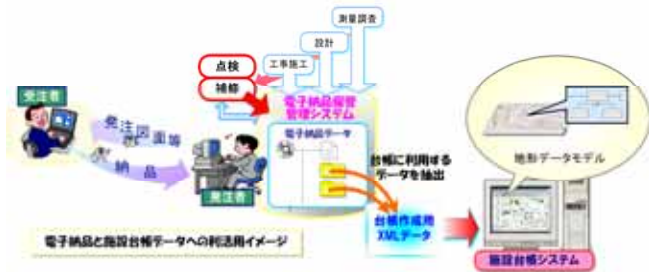 測量調査
設計
工事施工
点検
補修
受注者
発注図面等
納品
発注者
電子納品保管
管理システム
電子納品データ
台帳に利用する
データを抽出
台帳作成用
XMLデータ
地形データモデル
施設台帳システム
電子納品と施設台帳データへの利活用イメージ